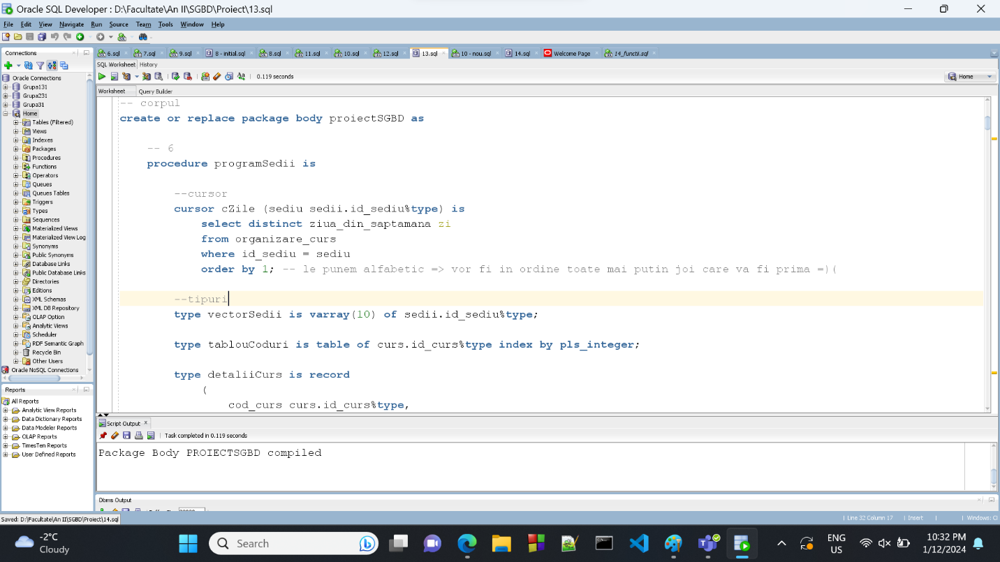 Oracle SQL Developer : D:\Facultate\An II\SGBD\Proiect\13.sql
File Edit View Navigate Run Source Team Tools Window Help
Connections
6.sql 7.sql 9.sql 8 - initial.sql 8.sql 11.sql 10.sql 12.sql 13.sql 10 - nou.sql 14.sql Welcome Page 14_functii.sql
SQL Worksheet History
0.119 seconds
Home
Worksheet Query Builder
Oracle Connections
Grupa131
Grupa231
Grupa31
Home
Tables (Filtered)
Views
Indexes
Packages
Procedures
Functions
Operators
Queues
Queues Tables
Triggers
Types
Sequences
Materialized Views
Materialized View Log
Synonyms
Public Synonyms
Database Links
Public Database Links
Directories
Editions
XML Schemas
XML DB Repository
OLAP Option
Analytic Views
Scheduler
RDF Semantic Graph
Recycle Bin
Other Users
Oracle NoSQL Connections
-- corpul
create or replace package body proiectSGBD as
-- 6
procedure programSedii is
--cursor
cursor cZile (sediu sedii.id_sediu%type) is
select distinct ziua_din_saptamana zi
from organizare_curs
where id_sediu = sediu
order by 1; -- le punem alfabetic => vor fi in ordine toate mai putin joi care va fi prima =)(
--tipuri
type vectorSedii is varray(10) of sedii.id_sediu%type;
type tablouCoduri is table of curs.id_curs%type index by pls_integer;
type detaliiCurs is record
(
cod_curs curs.id_curs%type,
Reports
All Reports
Analytic View Reports
Data Dictionary Reports
Data Modeler Reports
OLAP Reports
TimesTen Reports
User Defined Reports
Script Output
Task completed in 0.119 seconds
Package Body PROIECTSGBD compiled
Dbms Output
Saved: D:\Facultate\An II\SGBD\Proiect\14.sql
Line 32 Column 17 Insert Windows: Cl
-2°C
Cloudy
Search
ENG
US
10:32 PM
1/12/2024